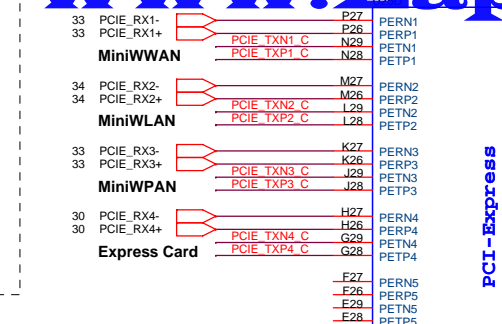 33 PCIE_RX1- P27 PERN1
33 PCIE_RX1+ P26 PERP1
PCIE_TXN1_C N29 PETN1
MiniWWAN PCIE_TXP1_C N28 PETP1
34 PCIE_RX2- M27 PERN2
34 PCIE_RX2+ M26 PERP2
PCIE_TXN2_C L29 PETN2
MiniWLAN PCIE_TXP2_C L28 PETP2
33 PCIE_RX3- K27 PERN3
33 PCIE_RX3+ K26 PERP3
PCIE_TXN3_C J29 PETN3
MiniWPAN PCIE_TXP3_C J28 PETP3
30 PCIE_RX4- H27 PERN4
30 PCIE_RX4+ H26 PERP4
PCIE_TXN4_C G29 PETN4
Express Card PCIE_TXP4_C G28 PETP4
F27 PERN5
F26 PERP5
E29 PETN5
E28 PETP5
PCI-Express